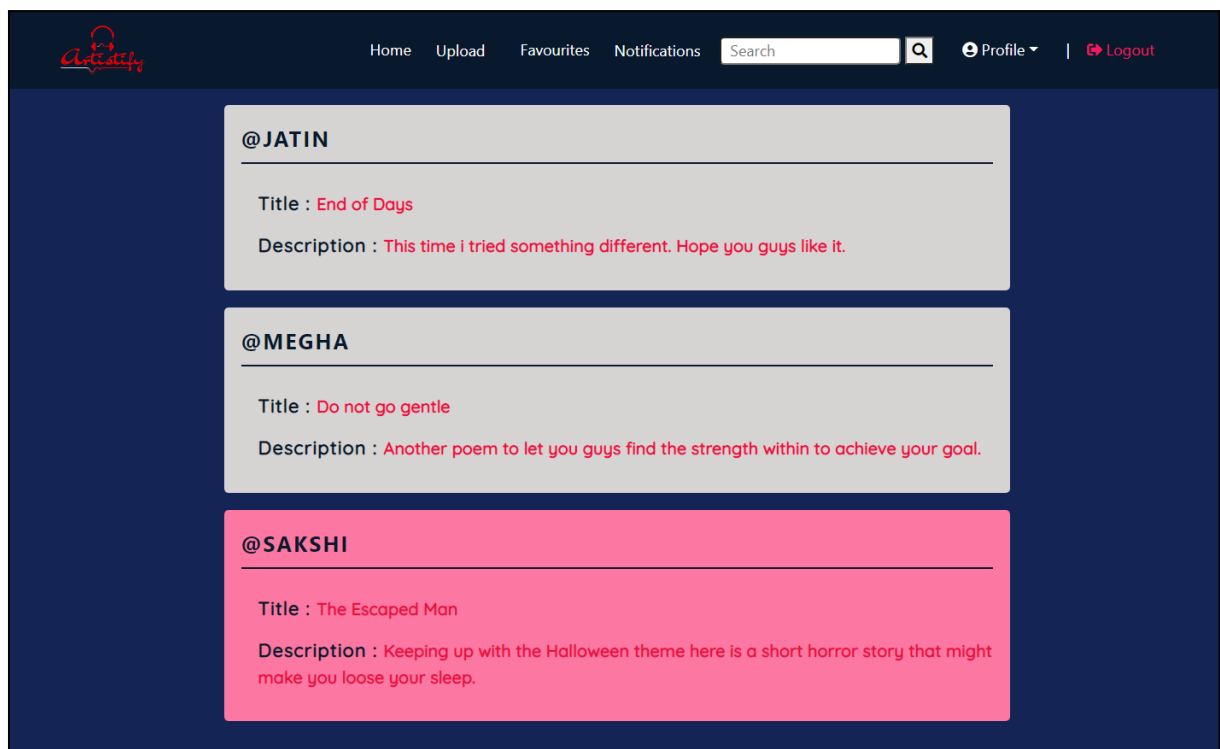 Artistify
Home Upload Favourites Notifications Search Profile | Logout
@JATIN
Title : End of Days
Description : This time i tried something different. Hope you guys like it.
@MEGHA
Title : Do not go gentle
Description : Another poem to let you guys find the strength within to achieve your goal.
@SAKSHI
Title : The Escaped Man
Description : Keeping up with the Halloween theme here is a short horror story that might
make you loose your sleep.